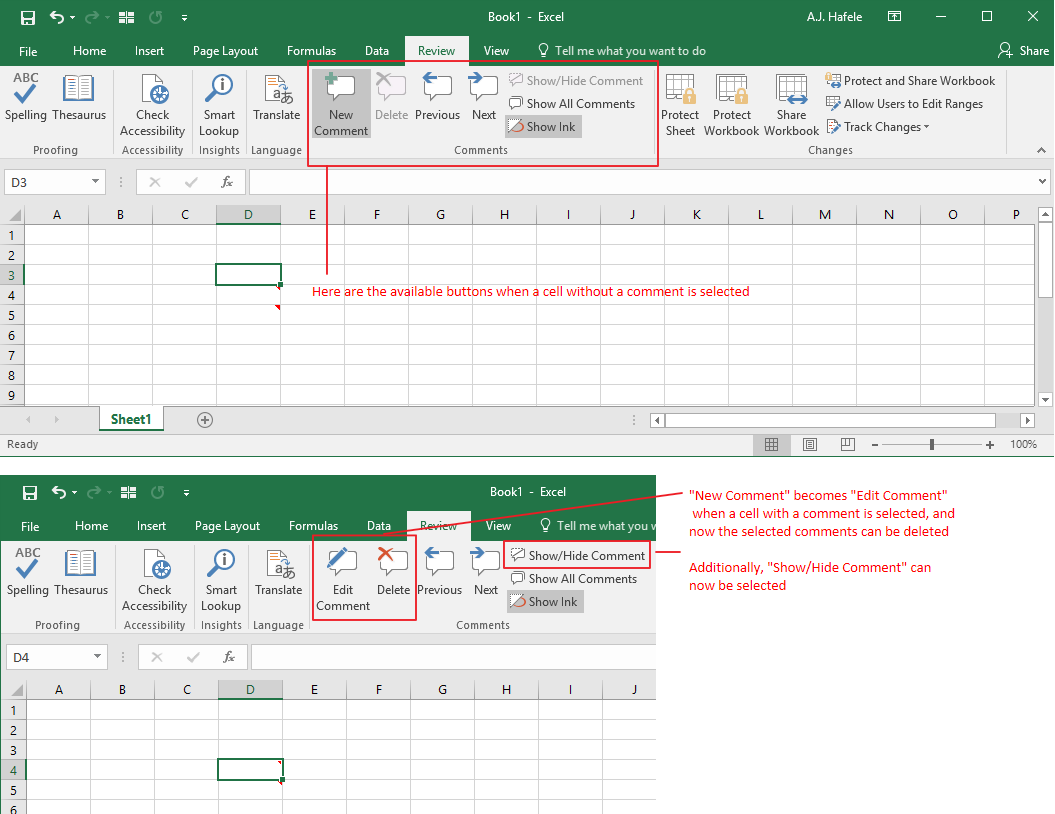 Book1 - Excel
A.J. Hafele
File Home Insert Page Layout Formulas Data Review View Tell me what you want to do Share
ABC
Spelling Thesaurus
Check Accessibility
Smart Lookup
Translate
New Comment
Delete Previous Next
Show/Hide Comment
Show All Comments
Show Ink
Protect Sheet
Protect Workbook
Share Workbook
Protect and Share Workbook
Allow Users to Edit Ranges
Track Changes
Proofing Accessibility Insights Language Comments Changes
D3 fx
A B C D E F G H I J K L M N O P
1
2
3
4
Here are the available buttons when a cell without a comment is selected
5
6
7
8
9
Sheet1
Ready
100%
Book1 - Excel
File Home Insert Page Layout Formulas Data Review View Tell me what you w
ABC
Spelling Thesaurus
Check Accessibility
Smart Lookup
Translate
Edit Comment
Delete Previous Next
Show/Hide Comment
Show All Comments
Show Ink
Proofing Accessibility Insights Language Comments
"New Comment" becomes "Edit Comment"
when a cell with a comment is selected, and
now the selected comments can be deleted
Additionally, "Show/Hide Comment" can
now be selected
D4 fx
A B C D E F G H I J
1
2
3
4
5
6